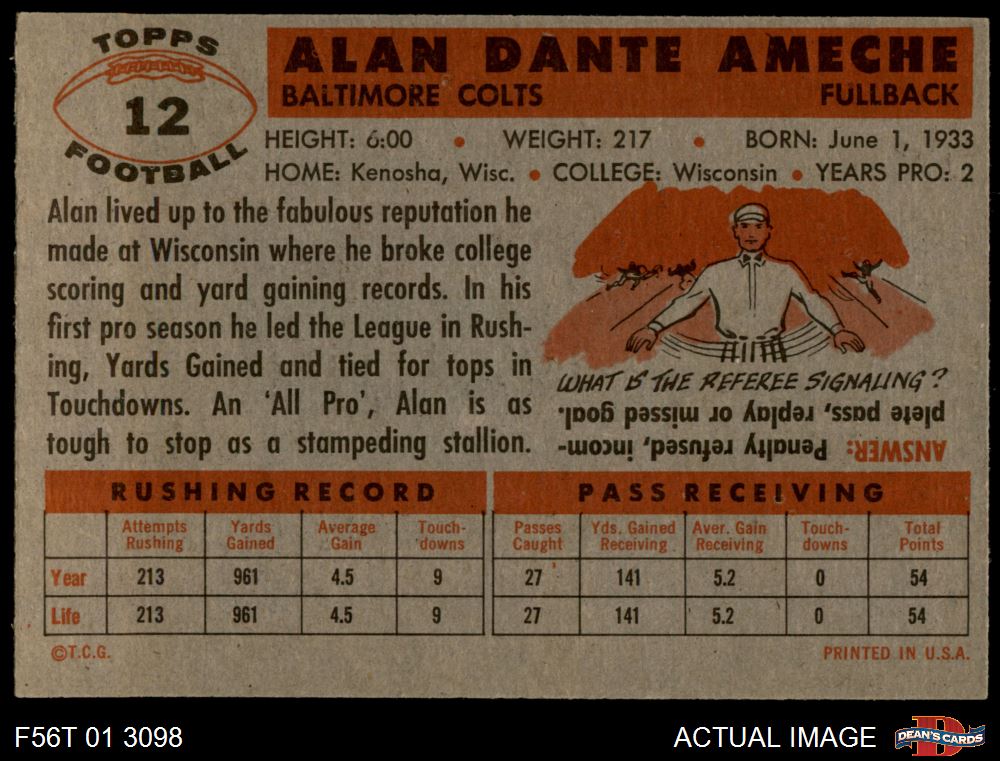 TOPPS
12
FOOTBALL
ALAN DANTE AMECHE
BALTIMORE COLTS FULLBACK
HEIGHT: 6:00 • WEIGHT: 217 • BORN: June 1, 1933
HOME: Kenosha, Wisc. • COLLEGE: Wisconsin • YEARS PRO: 2
Alan lived up to the fabulous reputation he
made at Wisconsin where he broke college
scoring and yard gaining records. In his
first pro season he led the League in Rush-
ing, Yards Gained and tied for tops in
Touchdowns. An 'All Pro', Alan is as
tough to stop as a stampeding stallion.
WHAT IS THE REFEREE SIGNALING?
ANSWER: Penalty refused, incom-
plete pass, replay or missed goal.
RUSHING RECORD
Attempts Rushing Yards Gained Average Gain Touch-downs
Year 213 961 4.5 9
Life 213 961 4.5 9
PASS RECEIVING
Passes Caught Yds. Gained Receiving Aver. Gain Receiving Touch-downs Total Points
27 141 5.2 0 54
27 141 5.2 0 54
©T.C.G. PRINTED IN U.S.A.
F56T 01 3098 ACTUAL IMAGE DEAN'S CARDS